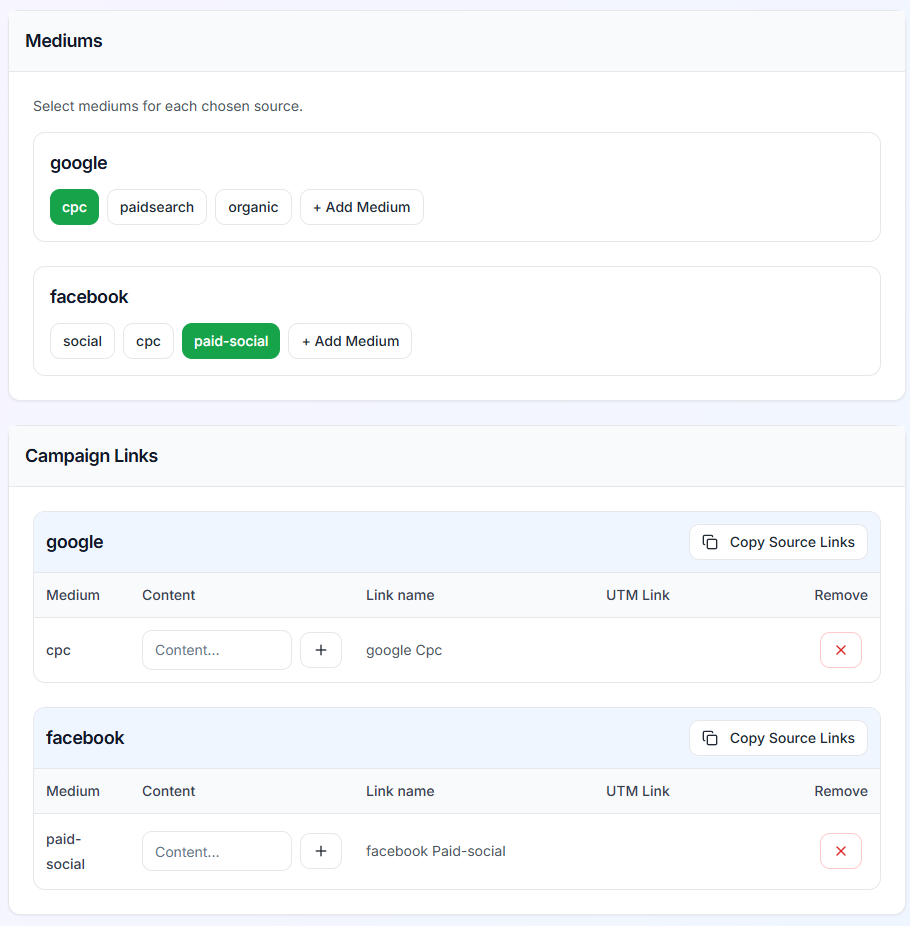 Mediums
Select mediums for each chosen source.
google
cpc paidsearch organic + Add Medium
facebook
social cpc paid-social + Add Medium
Campaign Links
google Copy Source Links
Medium Content Link name UTM Link Remove
cpc Content... + google Cpc ×
facebook Copy Source Links
Medium Content Link name UTM Link Remove
paid-
social Content... + facebook Paid-social ×